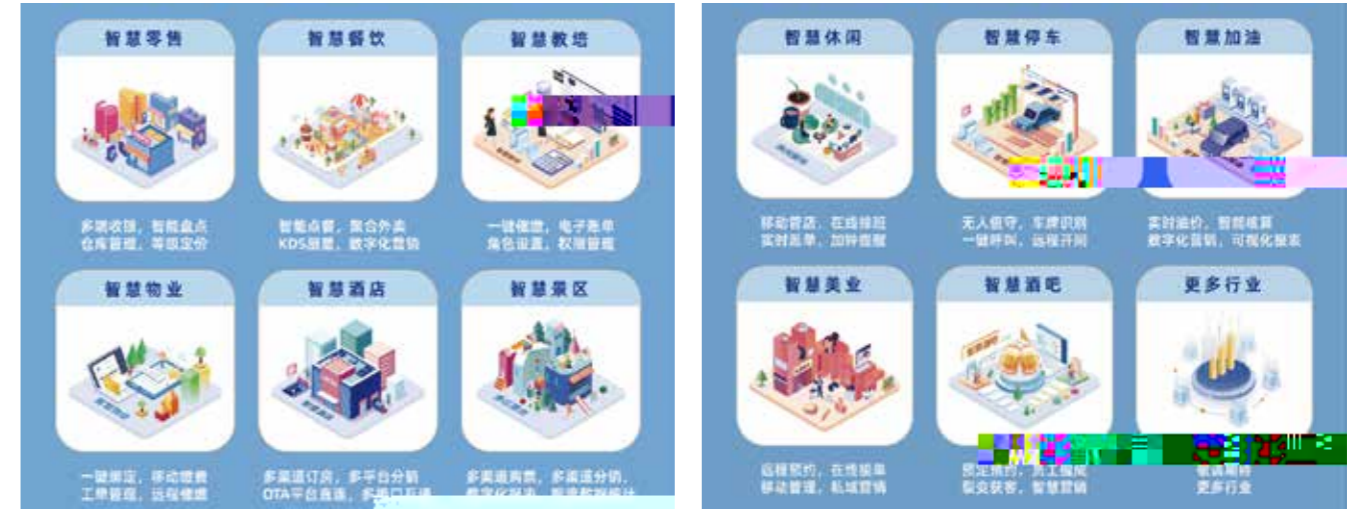 智慧零售
智慧餐饮
智慧教培
多端收银，智能盘点
仓库管理，等级定价
智能点餐，聚合外卖
KDS屏显，数字化营销
一键催缴，电子账单
角色设置，权限管理
智慧物业
智慧酒店
智慧景区
一键绑定，移动缴费
工单管理，远程催缴
多渠道订房，多平台分销
OTA平台直连，
多渠道购票，多渠道分销，
智慧休闲
智慧停车
智慧加油
移动管店，在线接班
实时账单，加钟提醒
无人值守，车牌识别
一键呼叫，远程开闸
实时油价，智能核算
数字化营销，可视化报表
智慧美业
智慧酒吧
更多行业
远程预约，在线接单
移动管理，私域营销
裂变获客，智慧营销
敬请期待
更多行业